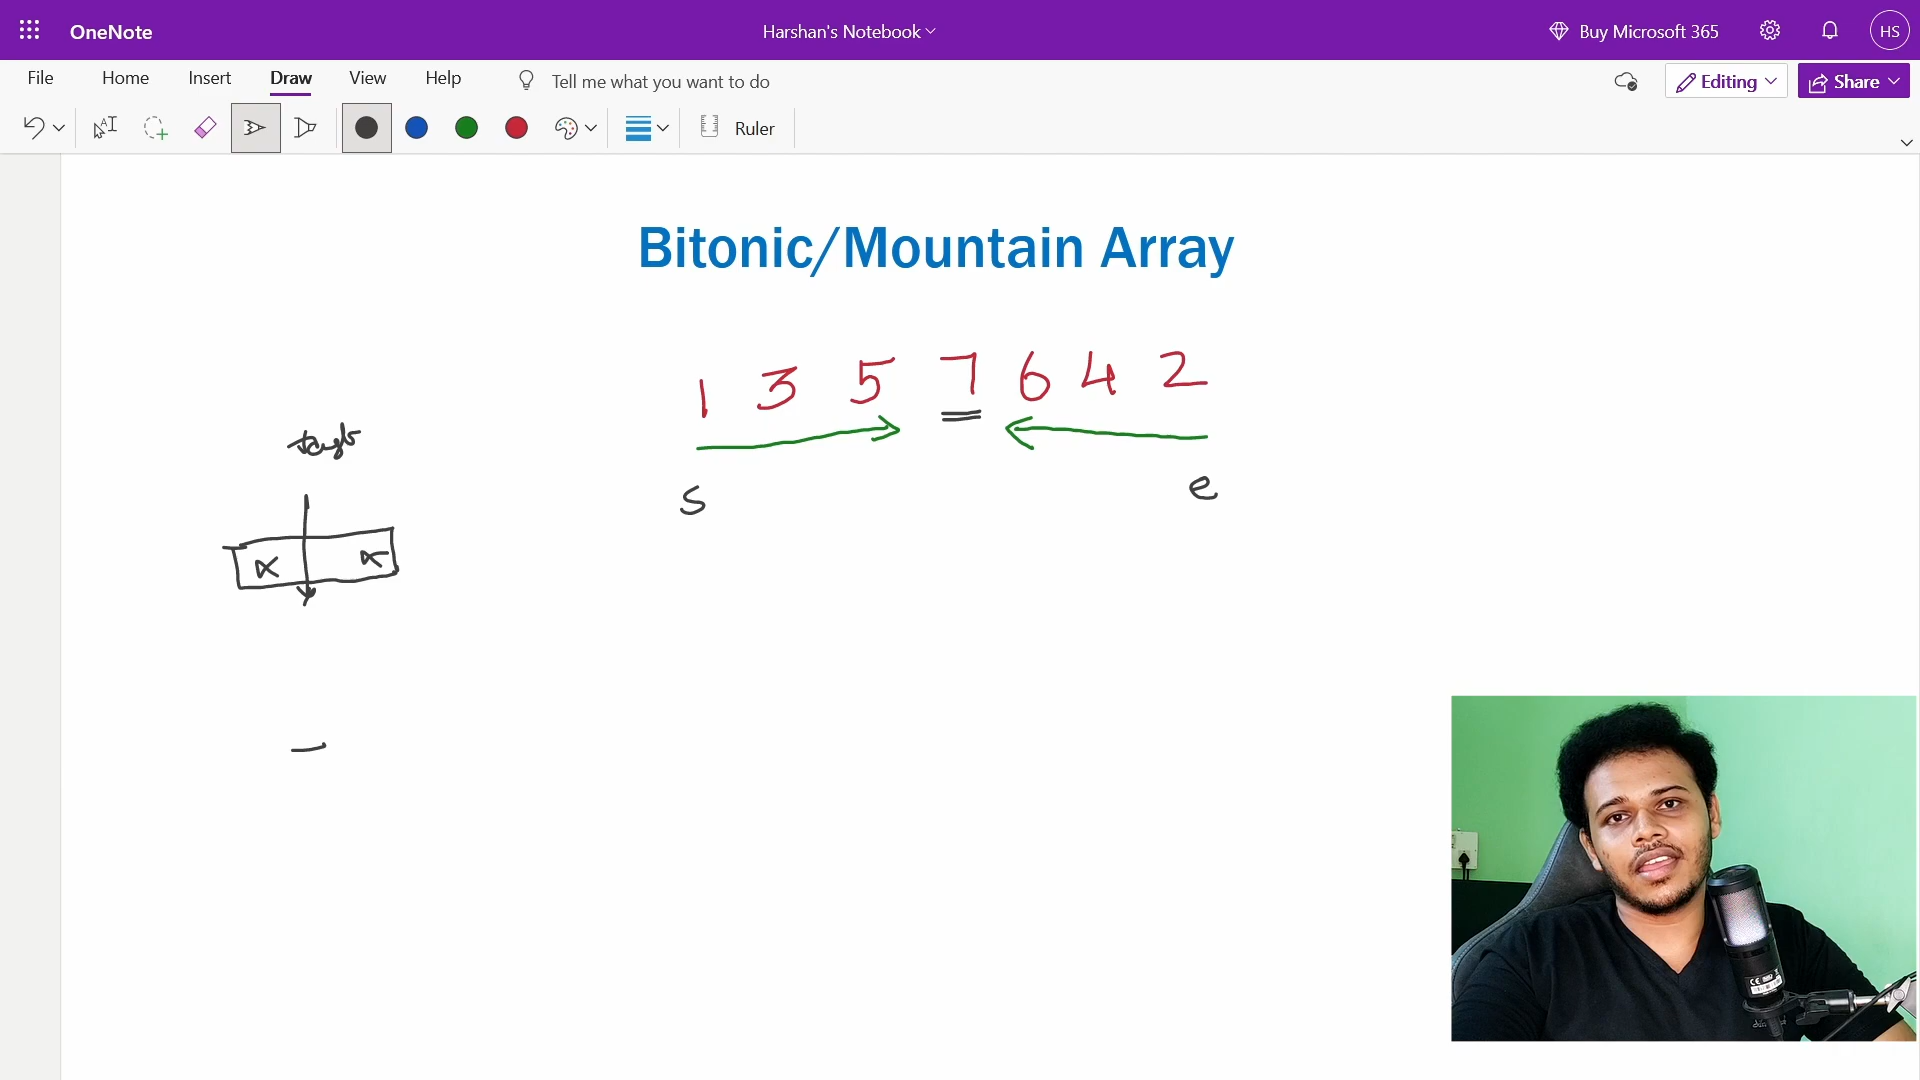 OneNote
Harshan's Notebook
Buy Microsoft 365
HS
File Home Insert Draw View Help Tell me what you want to do
Editing
Share
Ruler
Bitonic/Mountain Array
1 3 5 7 6 4 2
s e